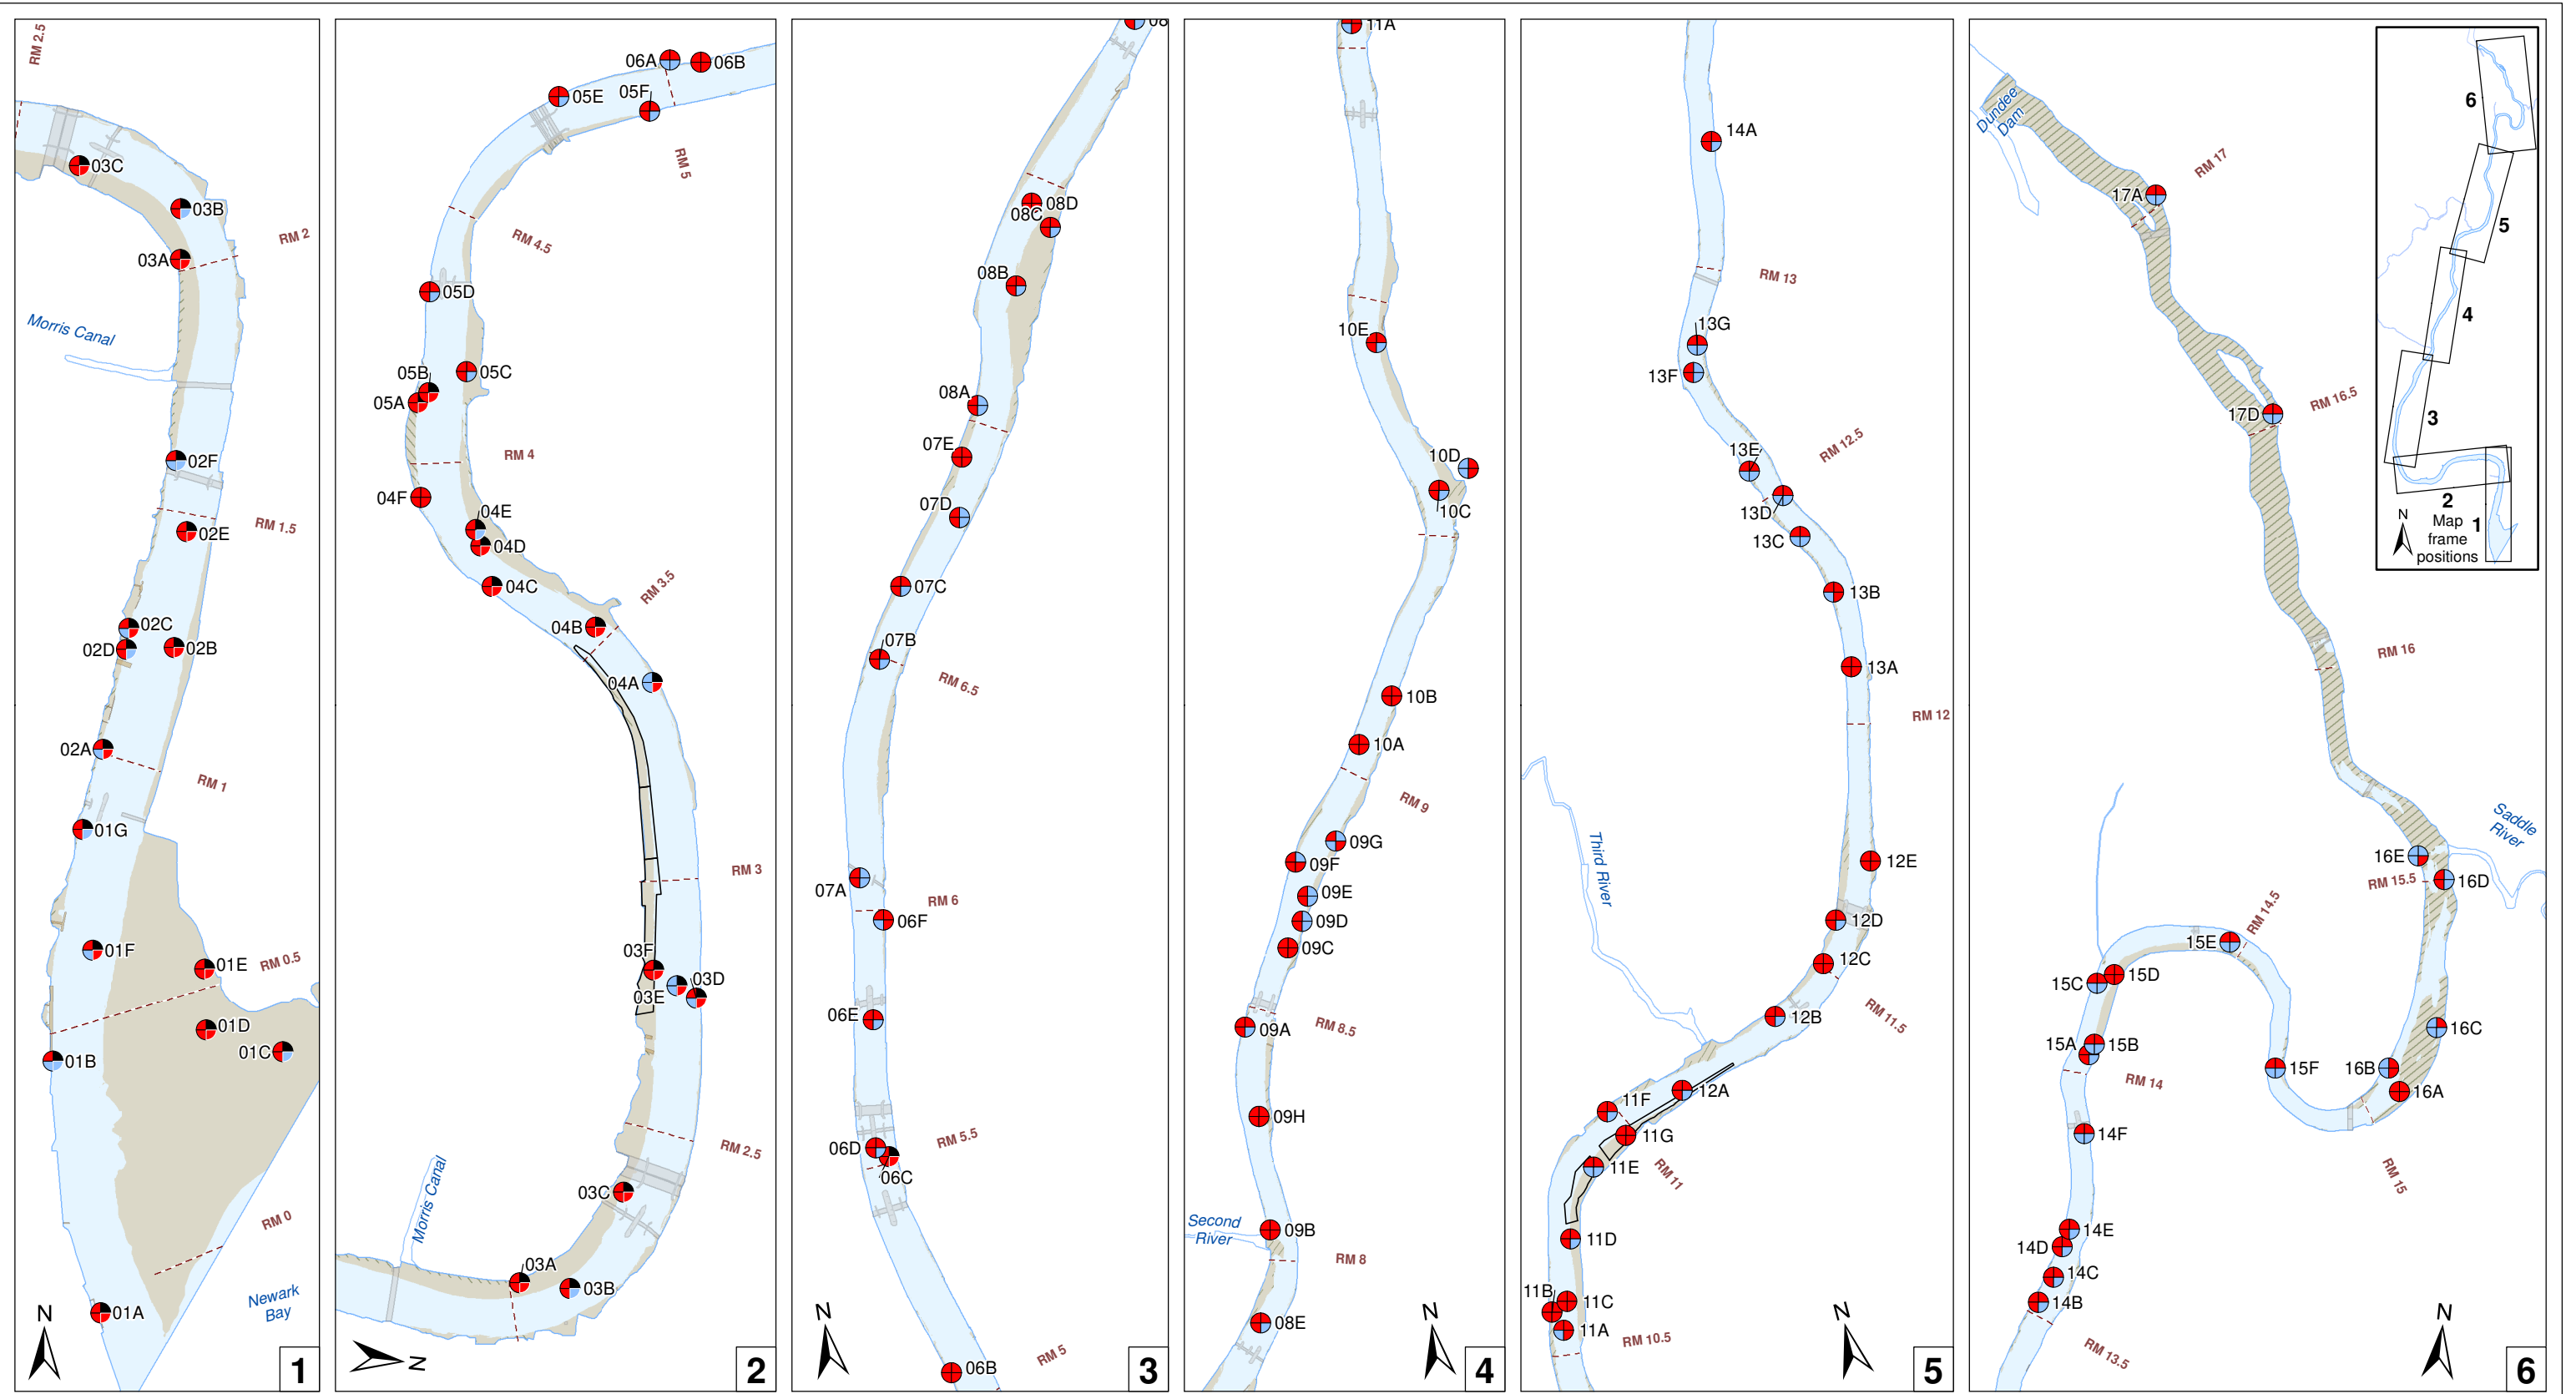 RM 2.5
03C
03B
03A
RM 2
Morris Canal
02F
RM 1.5
02E
02C
02D
02B
02A
RM 1
01G
01F
01E
RM 0.5
01D
01C
01B
RM 0
Newark
Bay
01A
N
1
06A
06B
05E
05F
RM 5
RM 4.5
05D
05B
05C
05A
RM 4
04F
04E
04D
04C
RM 3.5
04B
04A
RM 3
03F
03D
03E
RM 2.5
Morris Canal
03C
03A
03B
N
2
08
08D
08C
08B
08A
07E
07D
07C
07B
RM 6.5
07A
RM 6
06F
06E
RM 5.5
06D
06C
N
RM 5
06B
3
11A
10E
10D
10C
10B
10A
RM 9
09G
09F
09E
09D
09C
RM 8.5
09A
09H
Second
River
09B
RM 8
08E
N
4
14A
RM 13
13G
13F
13E
RM 12.5
13D
13C
13B
13A
RM 12
Third River
12E
12D
12C
RM 11.5
12B
12A
11F
11G
11E
RM 11
11D
11B
11C
11A
RM 10.5
N
5
Dundee
Dam
RM 17
17A
17D
RM 16.5
RM 16
Saddle
River
16E
RM 15.5
16D
RM 14.5
15E
15D
15C
16C
15A
15B
RM 14
15F
16B
16A
14F
RM 15
14E
14D
14C
14B
RM 13.5
N
6
6
5
4
3
2
1
N
Map
frame
positions